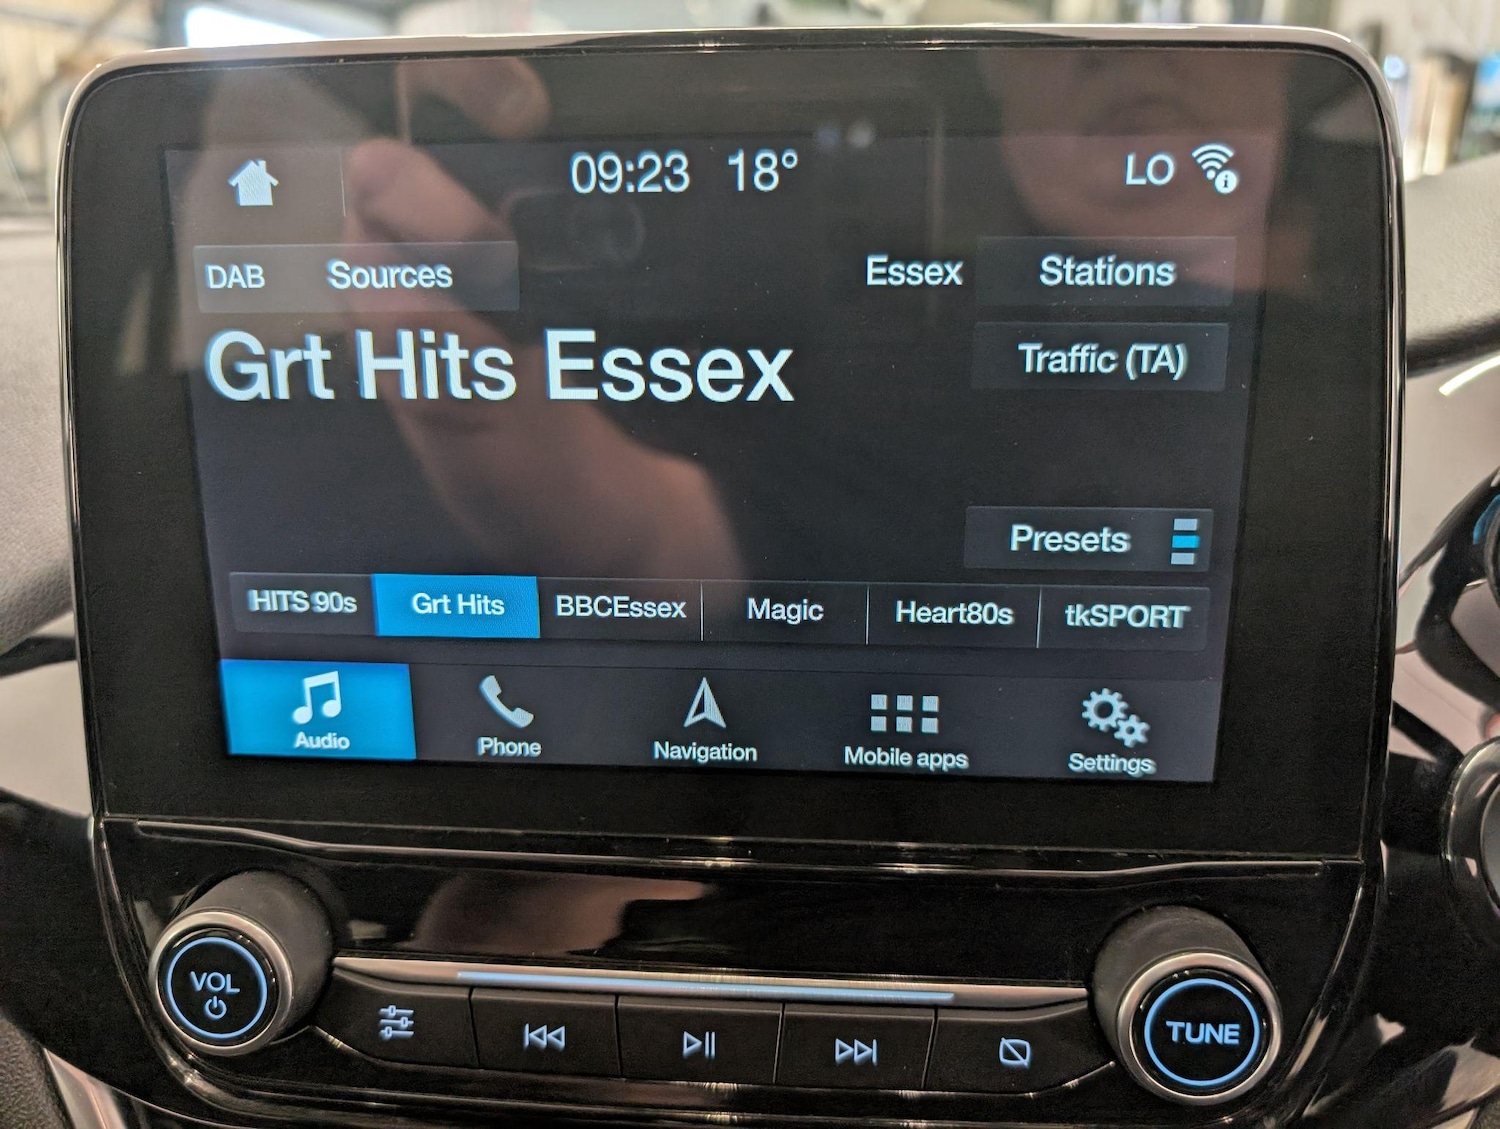 09:23 18° LO
DAB Sources Essex Stations
Grt Hits Essex Traffic (TA)
Presets
HITS 90s Grt Hits BBCEssex Magic Heart80s tkSPORT
Audio Phone Navigation Mobile apps Settings
VOL TUNE